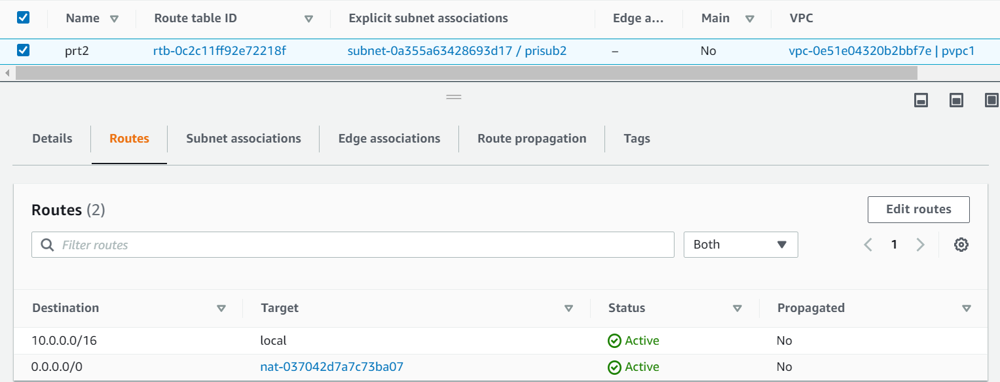 Name Route table ID Explicit subnet associations Edge a... Main VPC
prt2 rtb-0c2c11ff92e72218f subnet-0a355a63428693d17 / prisub2 – No vpc-0e51e04320b2bbf7e | pvpc1
Details Routes Subnet associations Edge associations Route propagation Tags
Routes (2) Edit routes
Filter routes Both 1
Destination Target Status Propagated
10.0.0.0/16 local Active No
0.0.0.0/0 nat-037042d7a7c73ba07 Active No